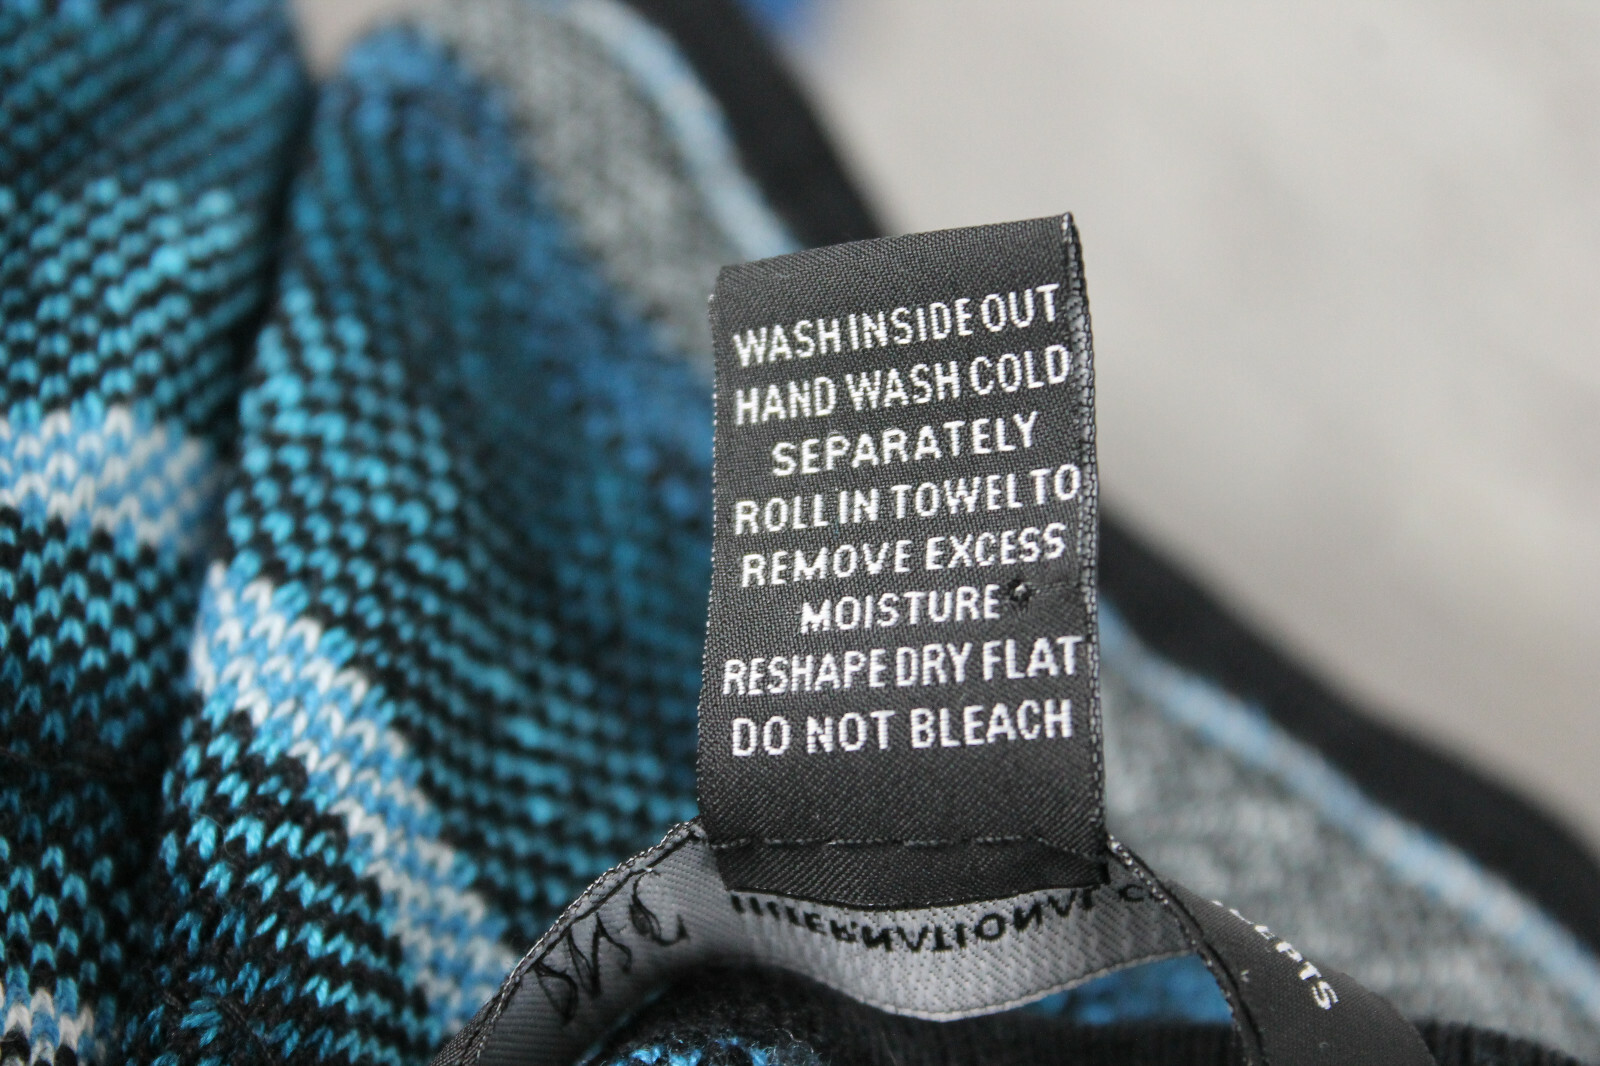 WASH INSIDE OUT
HAND WASH COLD
SEPARATELY
ROLL IN TOWEL TO
REMOVE EXCESS
MOISTURE
RESHAPE DRY FLAT
DO NOT BLEACH